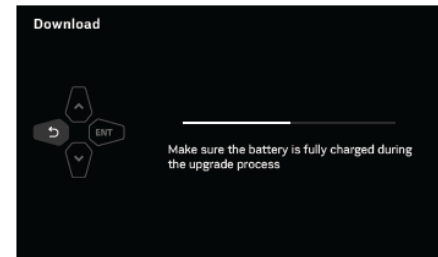 Download
ENT
Make sure the battery is fully charged during
the upgrade process